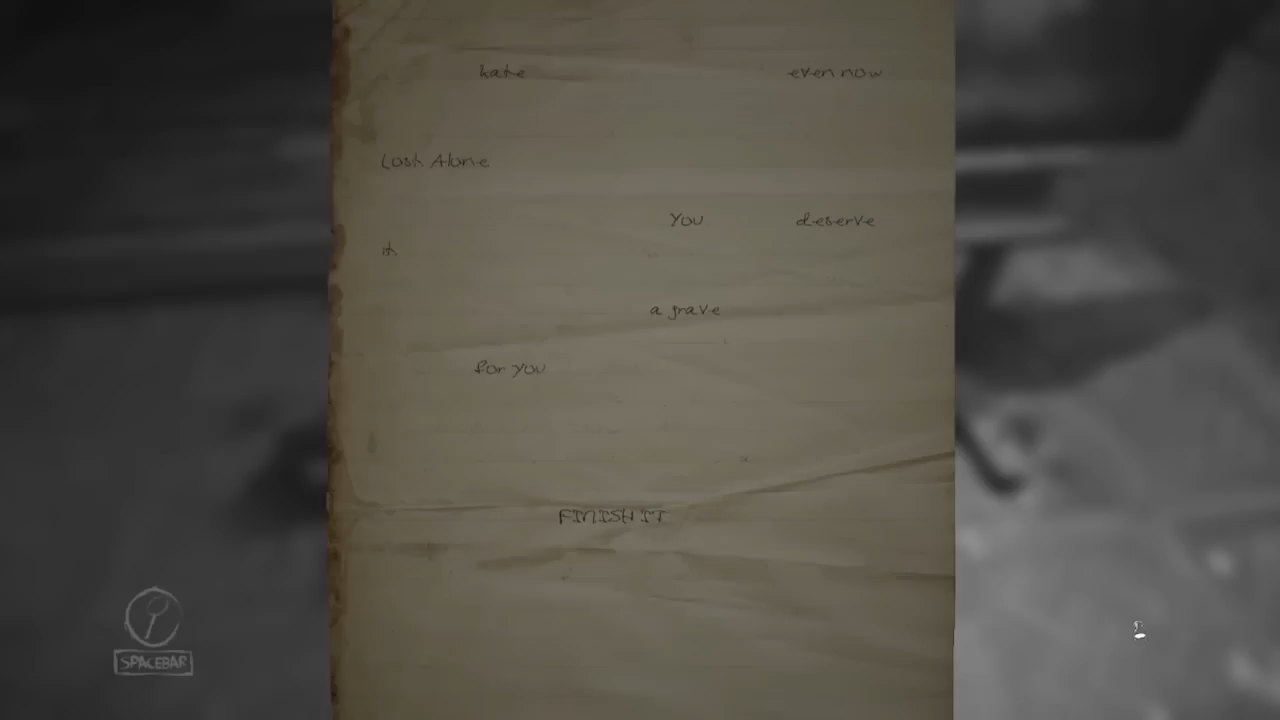 hate even now
Lost Alone
You deserve
it
a grave
for you
FINISH IT
SPACEBAR